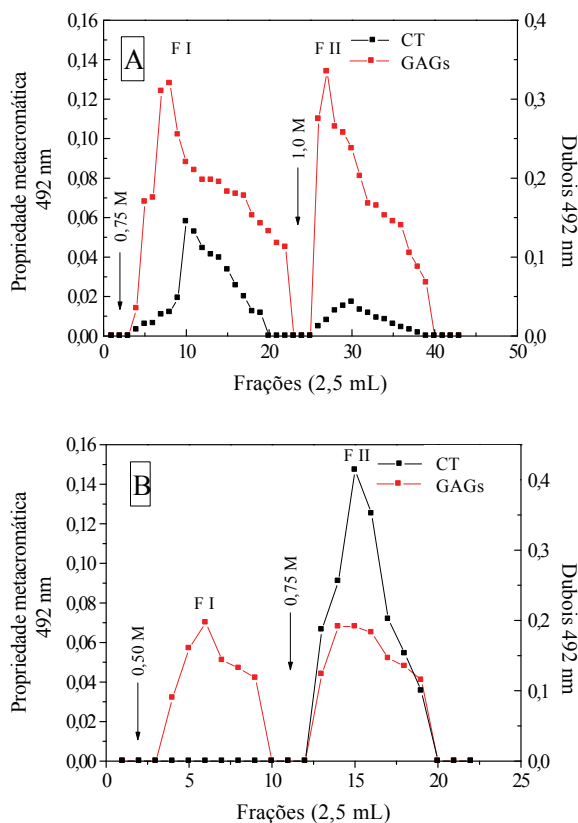 A
F I
F II
CT
GAGs
0,75 M
1,0 M
Propriedade metacromática
492 nm
0,16
0,14
0,12
0,10
0,08
0,06
0,04
0,02
0,00
Dubois 492 nm
0,4
0,3
0,2
0,1
0,0
0 10 20 30 40 50
Frações (2,5 mL)
B
F I
F II
CT
GAGs
0,50 M
0,75 M
Propriedade metacromática
492 nm
0,16
0,14
0,12
0,10
0,08
0,06
0,04
0,02
0,00
Dubois 492 nm
0,4
0,3
0,2
0,1
0,0
0 5 10 15 20 25
Frações (2,5 mL)